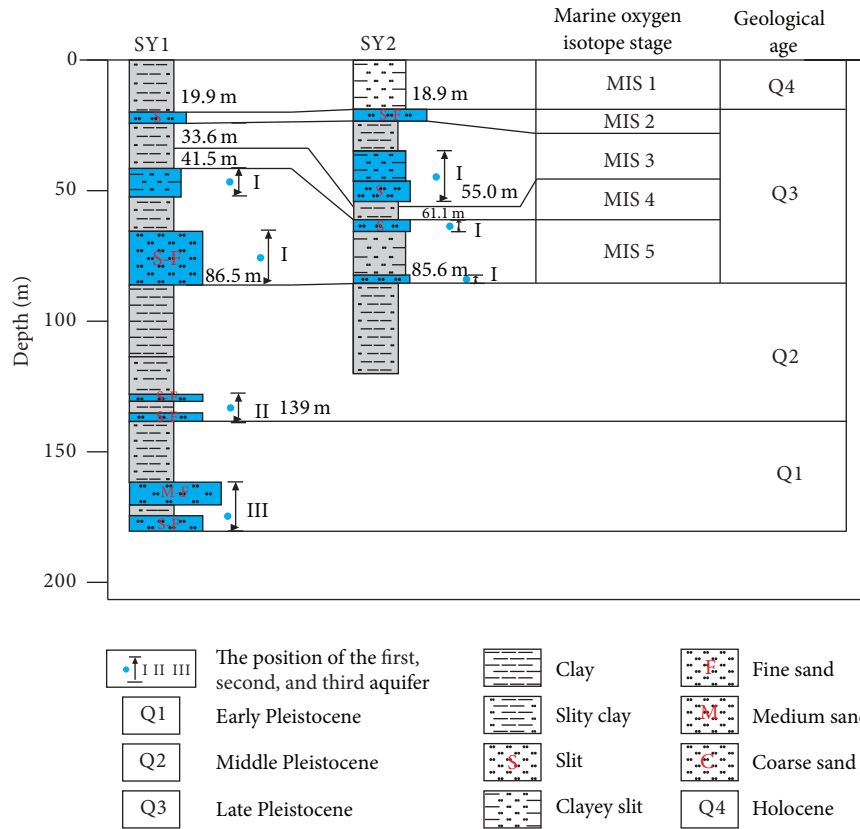 Marine oxygen
isotope stage
Geological
age
SY1
SY2
0
50
100
150
200
Depth (m)
19.9 m
33.6 m
41.5 m
86.5 m
139 m
18.9 m
55.0 m
61.1 m
85.6 m
S
S F
S F
C F
M F
S F
S F
S
S
I
I
II
III
I
I
I
MIS 1
MIS 2
MIS 3
MIS 4
MIS 5
Q4
Q3
Q2
Q1
I II III
The position of the first,
second, and third aquifer
Q1
Early Pleistocene
Q2
Middle Pleistocene
Q3
Late Pleistocene
Clay
Slity clay
S
Slit
Clayey slit
F
Fine sand
M
Medium sand
C
Coarse sand
Q4
Holocene